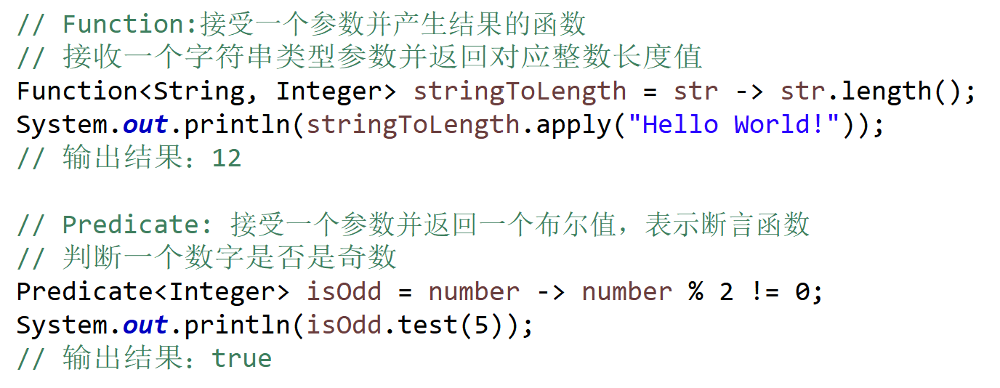 // Function:接受一个参数并产生结果的函数
// 接收一个字符串类型参数并返回对应整数长度值
Function<String, Integer> stringToLength = str -> str.length();
System.out.println(stringToLength.apply("Hello World!"));
// 输出结果：12
// Predicate: 接受一个参数并返回一个布尔值，表示断言函数
// 判断一个数字是否是奇数
Predicate<Integer> isOdd = number -> number % 2 != 0;
System.out.println(isOdd.test(5));
// 输出结果：true